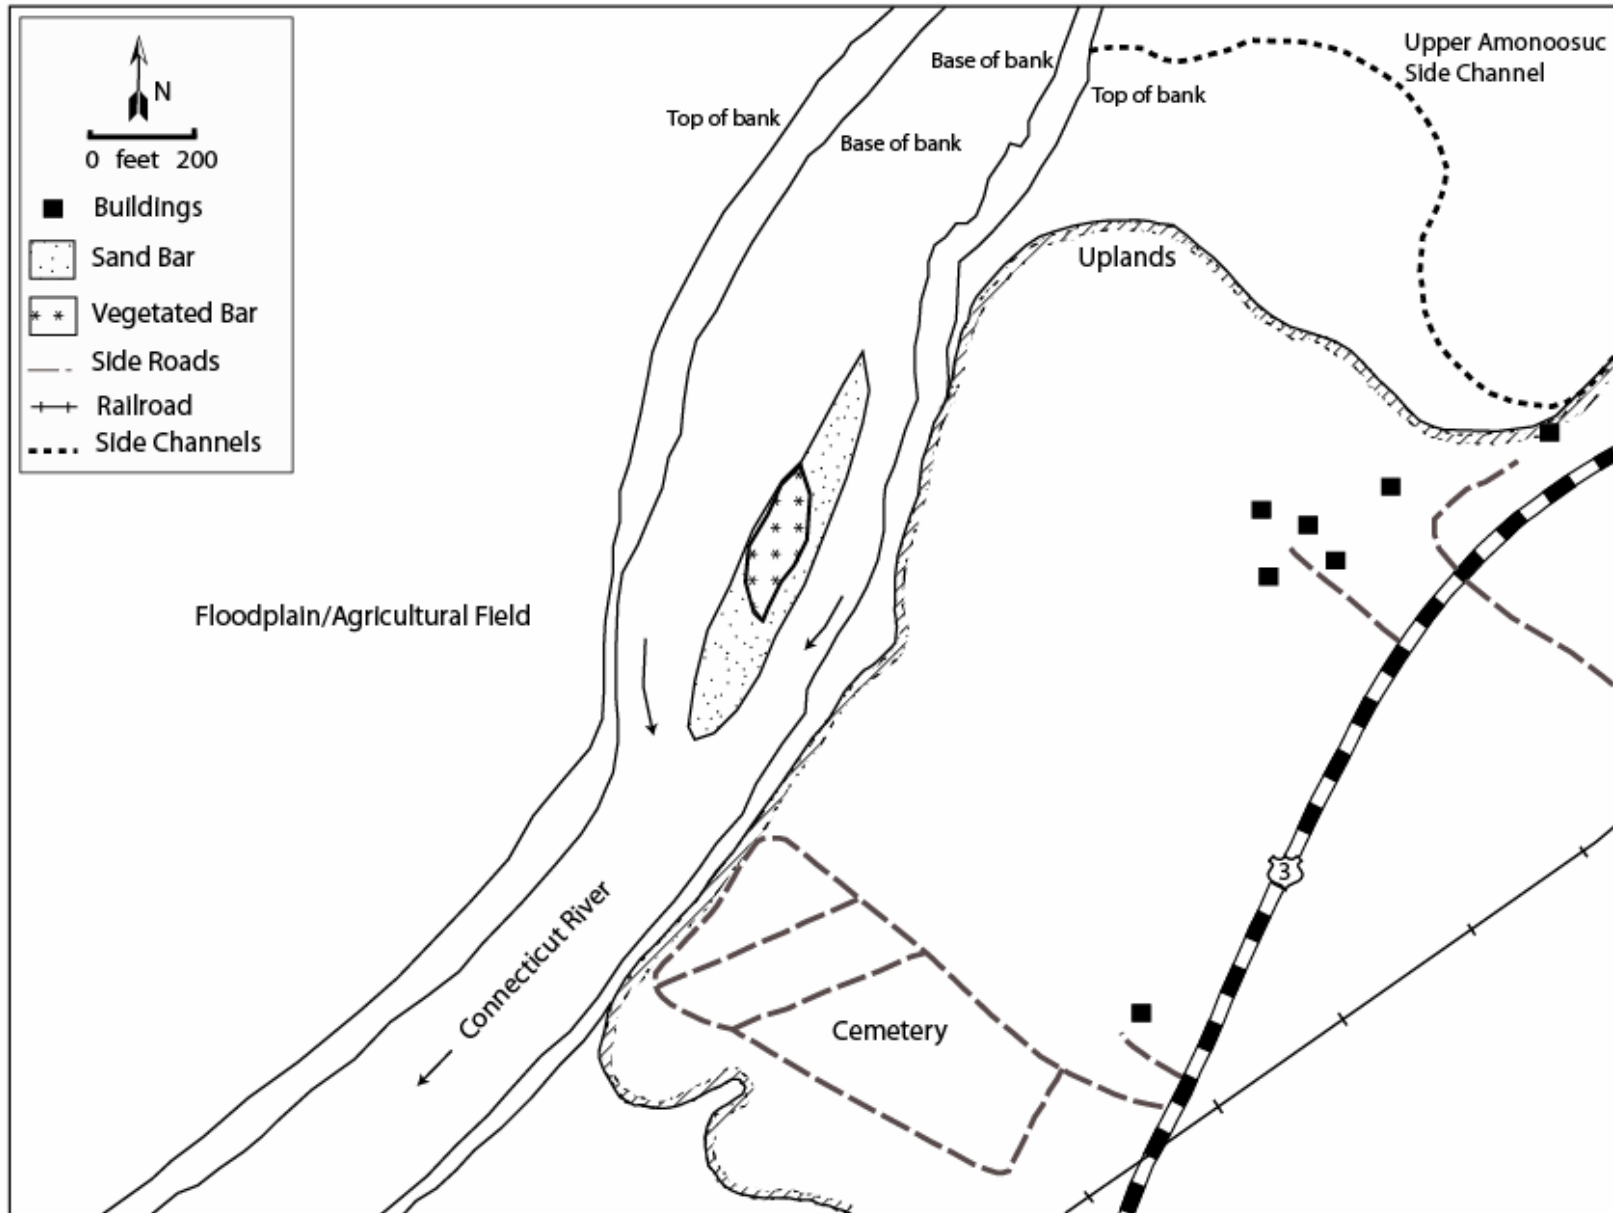 N
0 feet 200
Buildings
Sand Bar
Vegetated Bar
Side Roads
Railroad
Side Channels
Top of bank
Base of bank
Base of bank
Top of bank
Upper Amonoosuc
Side Channel
Uplands
Floodplain/Agricultural Field
3
Connecticut River
Cemetery